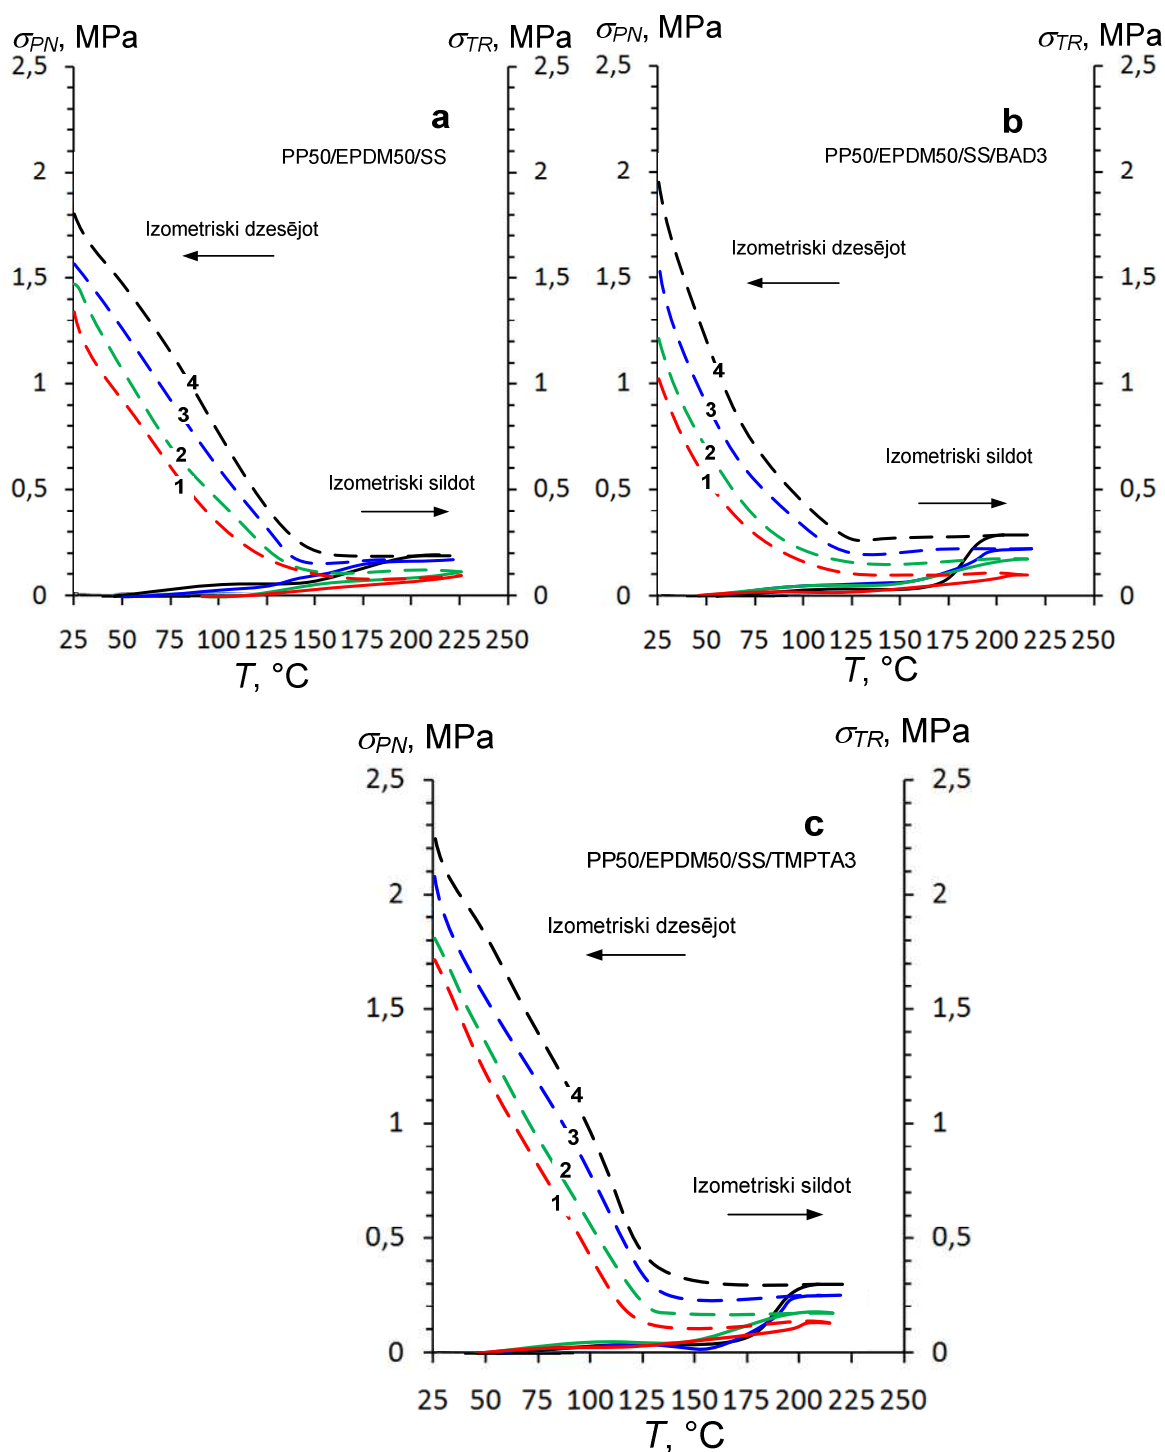 σPN, MPa
σTR, MPa
2,5
2
1,5
1
0,5
0
2,5
2
1,5
1
0,5
0
a
PP50/EPDM50/SS
Izometriski dzesējot
4
3
2
1
Izometriski sildot
25 50 75 100 125 150 175 200 225 250
T, °C
σPN, MPa
σTR, MPa
2,5
2
1,5
1
0,5
0
2,5
2
1,5
1
0,5
0
b
PP50/EPDM50/SS/BAD3
Izometriski dzesējot
4
3
2
1
Izometriski sildot
25 50 75 100 125 150 175 200 225 250
T, °C
σPN, MPa
σTR, MPa
2,5
2
1,5
1
0,5
0
2,5
2
1,5
1
0,5
0
c
PP50/EPDM50/SS/TMPTA3
Izometriski dzesējot
4
3
2
1
Izometriski sildot
25 50 75 100 125 150 175 200 225 250
T, °C